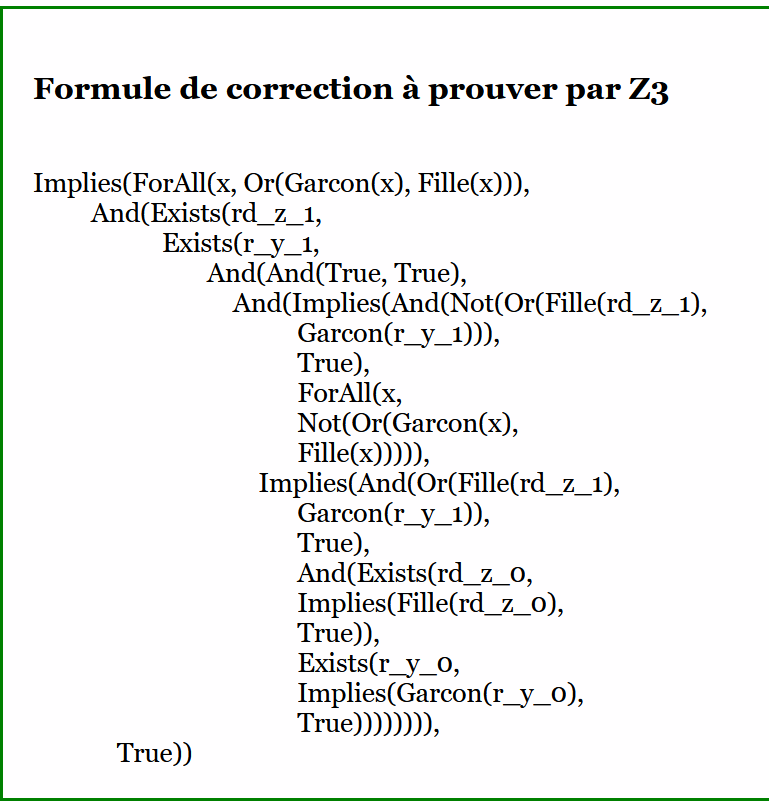 Formule de correction à prouver par Z3
Implies(ForAll(x, Or(Garcon(x), Fille(x))),
And(Exists(rd_z_1,
Exists(r_y_1,
And(And(True, True),
And(Implies(And(Not(Or(Fille(rd_z_1),
Garcon(r_y_1))),
True),
ForAll(x,
Not(Or(Garcon(x),
Fille(x))))),
Implies(And(Or(Fille(rd_z_1),
Garcon(r_y_1)),
True),
And(Exists(rd_z_0,
Implies(Fille(rd_z_0),
True)),
Exists(r_y_0,
Implies(Garcon(r_y_0),
True)))))))),
True))